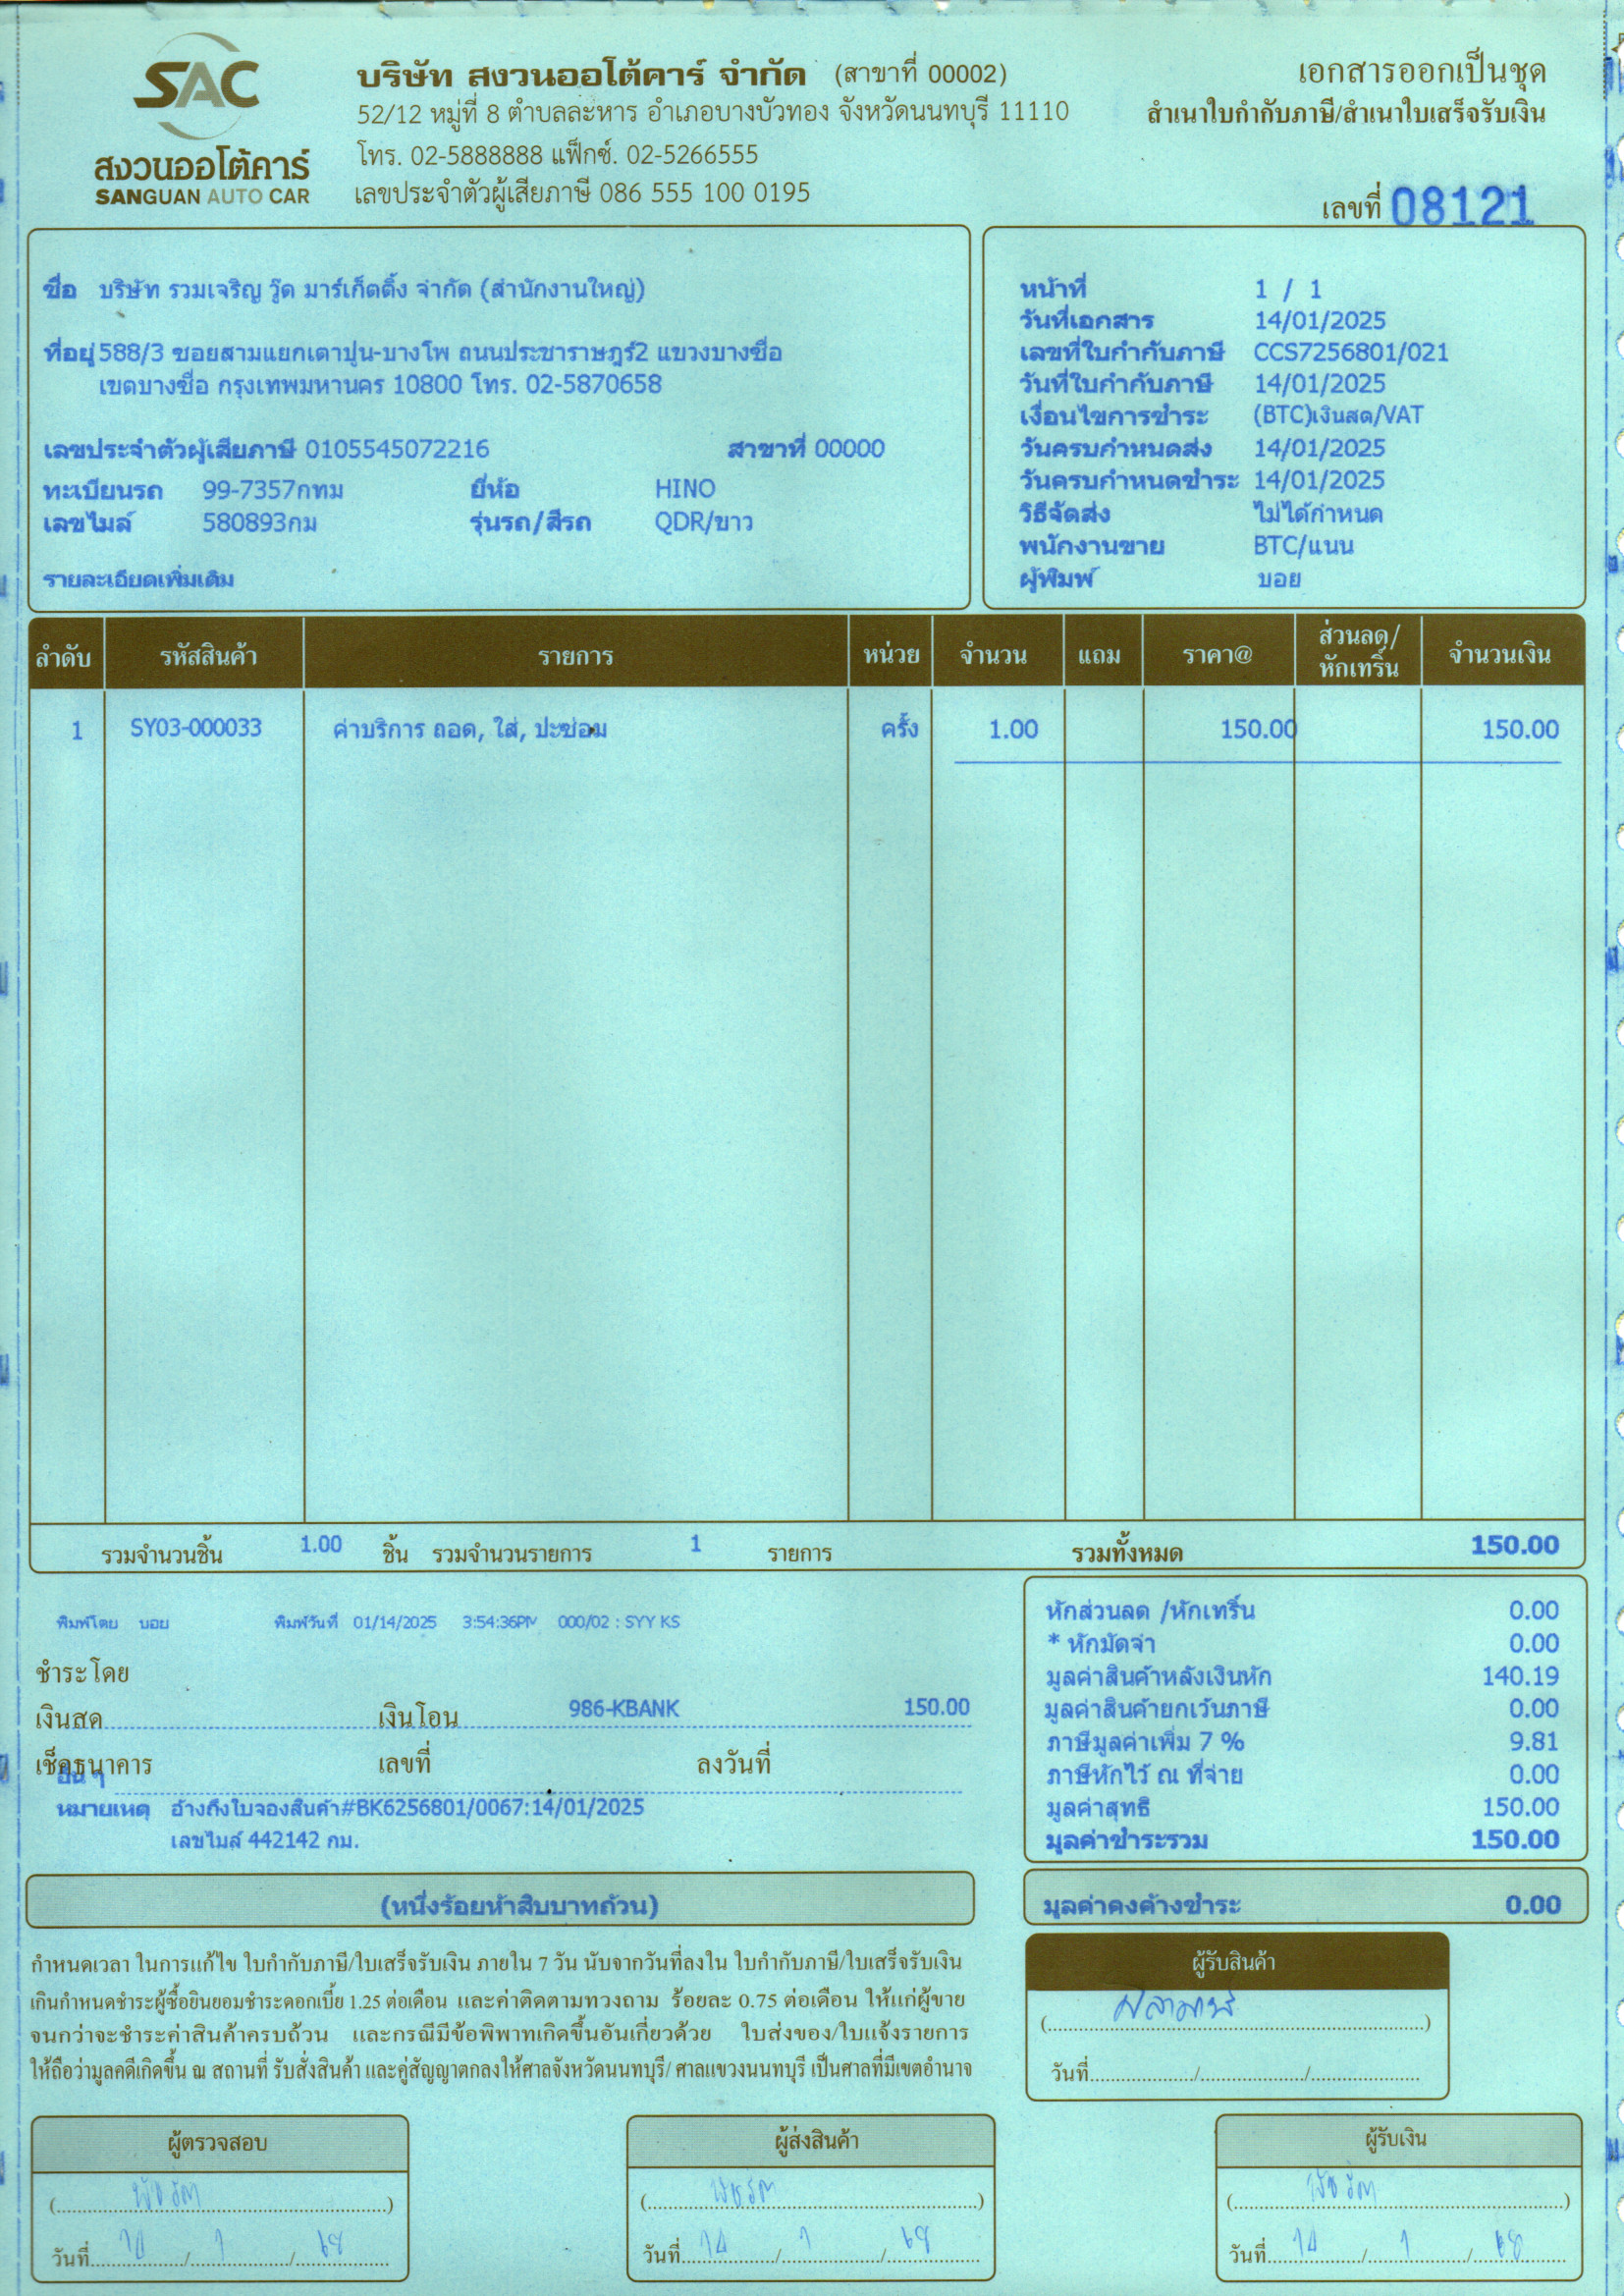 SAC
สงวนออโต้คาร์
SANGUAN AUTO CAR
บริษัท สงวนออโต้คาร์ จำกัด (สาขาที่ 00002)
52/12 หมู่ที่ 8 ตำบลละหาร อำเภอบางบัวทอง จังหวัดนนทบุรี 11110
โทร. 02-5888888 แฟ็กซ์. 02-5266555
เลขประจำตัวผู้เสียภาษี 086 555 100 0195
เอกสารออกเป็นชุด
สำเนาใบกำกับภาษี/สำเนาใบเสร็จรับเงิน
เลขที่ 08121
ชื่อ บริษัท รวมเจริญ วู๊ด มาร์เก็ตติ้ง จำกัด (สำนักงานใหญ่)
ที่อยู่ 588/3 ซอยสามแยกเตาปูน-บางโพ ถนนประชาราษฎร์2 แขวงบางซื่อ
เขตบางซื่อ กรุงเทพมหานคร 10800 โทร. 02-5870658
เลขประจำตัวผู้เสียภาษี 0105545072216 สาขาที่ 00000
ทะเบียนรถ 99-7357กทม ยี่ห้อ HINO
เลขไมล์ 580893กม รุ่นรถ/สีรถ QDR/ขาว
รายละเอียดเพิ่มเติม
หน้าที่ 1 / 1
วันที่เอกสาร 14/01/2025
เลขที่ใบกำกับภาษี CCS7256801/021
วันที่ใบกำกับภาษี 14/01/2025
เงื่อนไขการชำระ (BTC)เงินสด/VAT
วันครบกำหนดส่ง 14/01/2025
วันครบกำหนดชำระ 14/01/2025
วิธีจัดส่ง ไม่ได้กำหนด
พนักงานขาย BTC/แนน
ผู้พิมพ์ บอย
ลำดับ รหัสสินค้า รายการ หน่วย จำนวน แถม ราคา@ ส่วนลด/หักเทริ์น จำนวนเงิน
1 SY03-000033 ค่าบริการ ถอด, ใส่, ปะซ่อม ครั้ง 1.00 150.00 150.00
รวมจำนวนชิ้น 1.00 ชิ้น รวมจำนวนรายการ 1 รายการ รวมทั้งหมด 150.00
พิมพ์โดย บอย พิมพ์วันที่ 01/14/2025 3:54:36PM 000/02 : SYY KS
ชำระโดย
เงินสด เงินโอน 986-KBANK 150.00
เช็คธนาคาร เลขที่ ลงวันที่
อื่น ๆ
หมายเหตุ อ้างถึงใบจองสินค้า#BK6256801/0067:14/01/2025
เลขไมล์ 442142 กม.
หักส่วนลด /หักเทริ์น 0.00
* หักมัดจำ 0.00
มูลค่าสินค้าหลังเงินหัก 140.19
มูลค่าสินค้ายกเว้นภาษี 0.00
ภาษีมูลค่าเพิ่ม 7 % 9.81
ภาษีหักไว้ ณ ที่จ่าย 0.00
มูลค่าสุทธิ 150.00
มูลค่าชำระรวม 150.00
(หนึ่งร้อยห้าสิบบาทถ้วน)
มูลค่าคงค้างชำระ 0.00
กำหนดเวลา ในการแก้ไข ใบกำกับภาษี/ใบเสร็จรับเงิน ภายใน 7 วัน นับจากวันที่ลงใน ใบกำกับภาษี/ใบเสร็จรับเงิน
เกินกำหนดชำระผู้ซื้อยินยอมชำระดอกเบี้ย 1.25 ต่อเดือน และค่าติดตามทวงถาม ร้อยละ 0.75 ต่อเดือน ให้แก่ผู้ขาย
จนกว่าจะชำระค่าสินค้าครบถ้วน และกรณีมีข้อพิพาทเกิดขึ้นอันเกี่ยวด้วย ใบส่งของ/ใบแจ้งรายการ
ให้ถือว่ามูลคดีเกิดขึ้น ณ สถานที่ รับสั่งสินค้า และคู่สัญญาตกลงให้ศาลจังหวัดนนทบุรี/ ศาลแขวงนนทบุรี เป็นศาลที่มีเขตอำนาจ
ผู้รับสินค้า
วันที่
ผู้ตรวจสอบ
วันที่ 14 / 1 / 68
ผู้ส่งสินค้า
วันที่ 14 / 1 / 68
ผู้รับเงิน
วันที่ 14 / 1 / 68